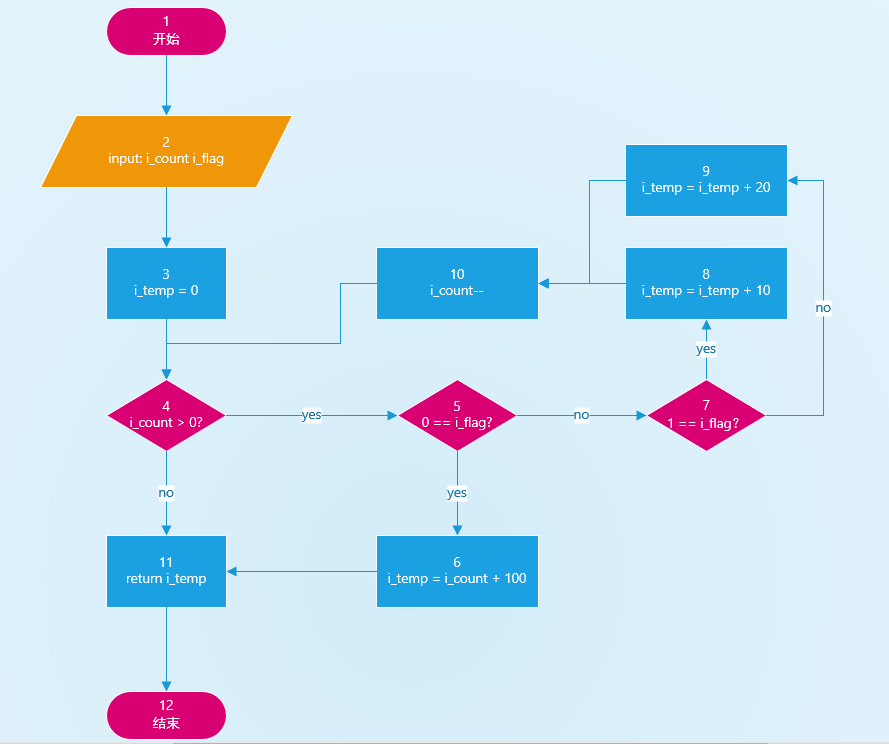 1
开始
2
input: i_count i_flag
3
i_temp = 0
4
i_count > 0?
yes
5
0 == i_flag?
no
7
1 == i_flag?
yes
8
i_temp = i_temp + 10
no
9
i_temp = i_temp + 20
10
i_count--
yes
6
i_temp = i_count + 100
no
11
return i_temp
12
结束